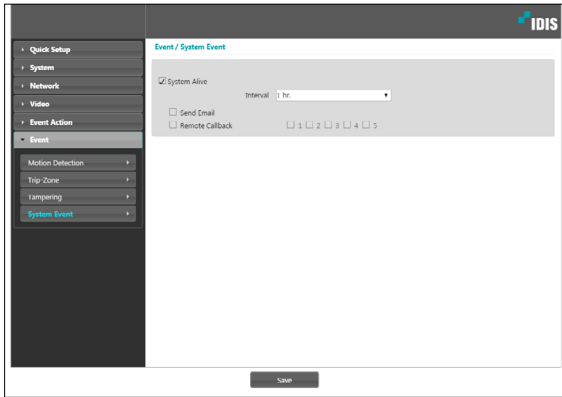 IDIS
Quick Setup
System
Network
Video
Event Action
Event
Motion Detection
Trip-Zone
Tampering
System Event
Event / System Event
System Alive
Interval 1 hr.
Send Email
Remote Callback 1 2 3 4 5
Save